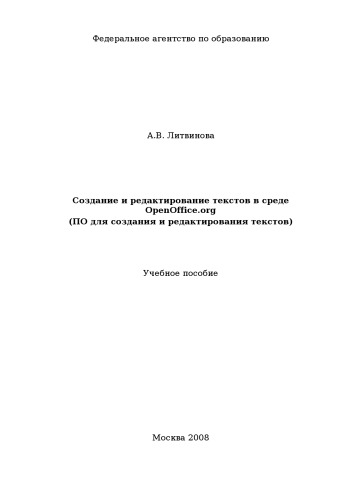 Федеральное агентство по образованию
А.В. Литвинова
Создание и редактирование текстов в среде
OpenOffice.org
(ПО для создания и редактирования текстов)
Учебное пособие
Москва 2008